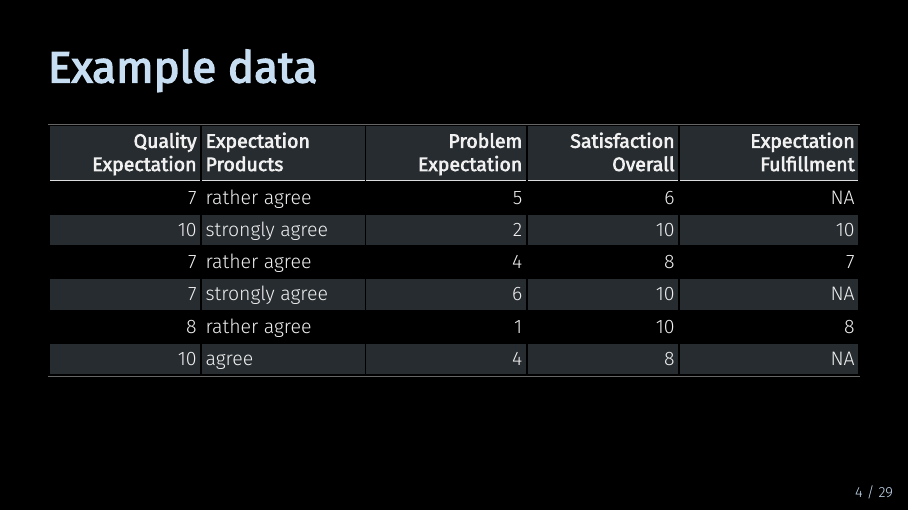 Example data
Quality Expectation Problem Satisfaction Expectation
Expectation Products Expectation Overall Fulfillment
7 rather agree 5 6 NA
10 strongly agree 2 10 10
7 rather agree 4 8 7
7 strongly agree 6 10 NA
8 rather agree 1 10 8
10 agree 4 8 NA
4 / 29